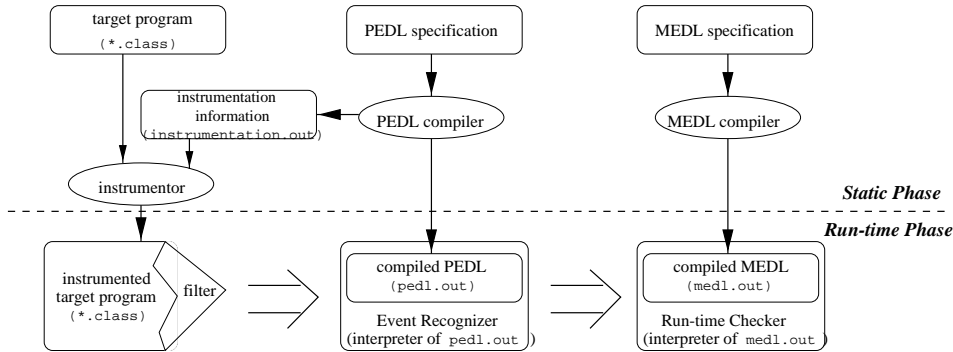 target program
(*.class)
PEDL specification
MEDL specification
instrumentation
information
(instrumentation.out)
PEDL compiler
MEDL compiler
instrumentor
Static Phase
Run-time Phase
instrumented
target program
(*.class)
filter
compiled PEDL
(pedl.out)
Event Recognizer
(interpreter of pedl.out )
compiled MEDL
(medl.out)
Run-time Checker
(interpreter of medl.out )